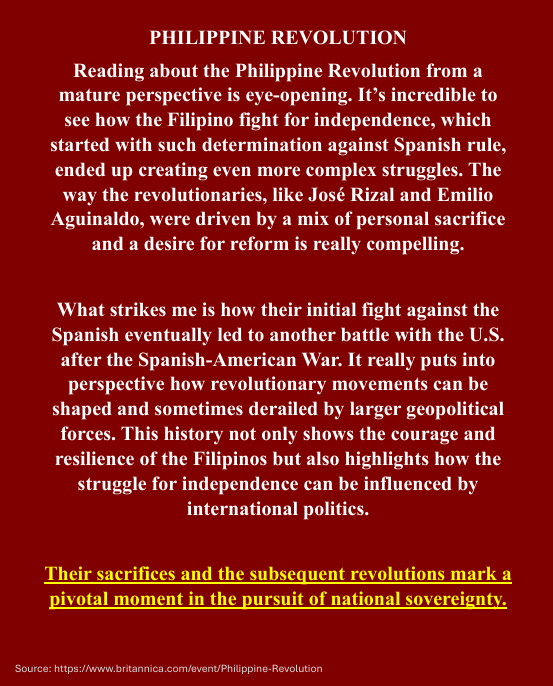 PHILIPPINE REVOLUTION
Reading about the Philippine Revolution from a
mature perspective is eye-opening. It’s incredible to
see how the Filipino fight for independence, which
started with such determination against Spanish rule,
ended up creating even more complex struggles. The
way the revolutionaries, like José Rizal and Emilio
Aguinaldo, were driven by a mix of personal sacrifice
and a desire for reform is really compelling.
What strikes me is how their initial fight against the
Spanish eventually led to another battle with the U.S.
after the Spanish-American War. It really puts into
perspective how revolutionary movements can be
shaped and sometimes derailed by larger geopolitical
forces. This history not only shows the courage and
resilience of the Filipinos but also highlights how the
struggle for independence can be influenced by
international politics.
Their sacrifices and the subsequent revolutions mark a
pivotal moment in the pursuit of national sovereignty.
Source: https://www.britannica.com/event/Philippine-Revolution